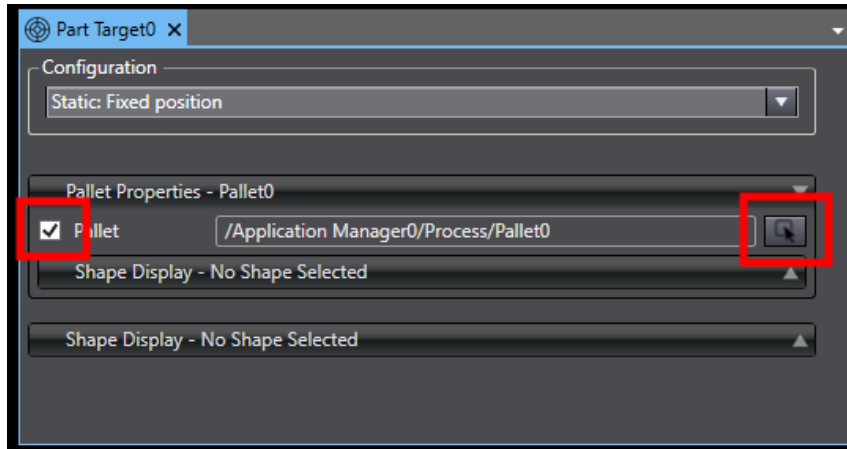 Part Target0
Configuration
Static: Fixed position
Pallet Properties - Pallet0
Pallet /Application Manager0/Process/Pallet0
Shape Display - No Shape Selected
Shape Display - No Shape Selected